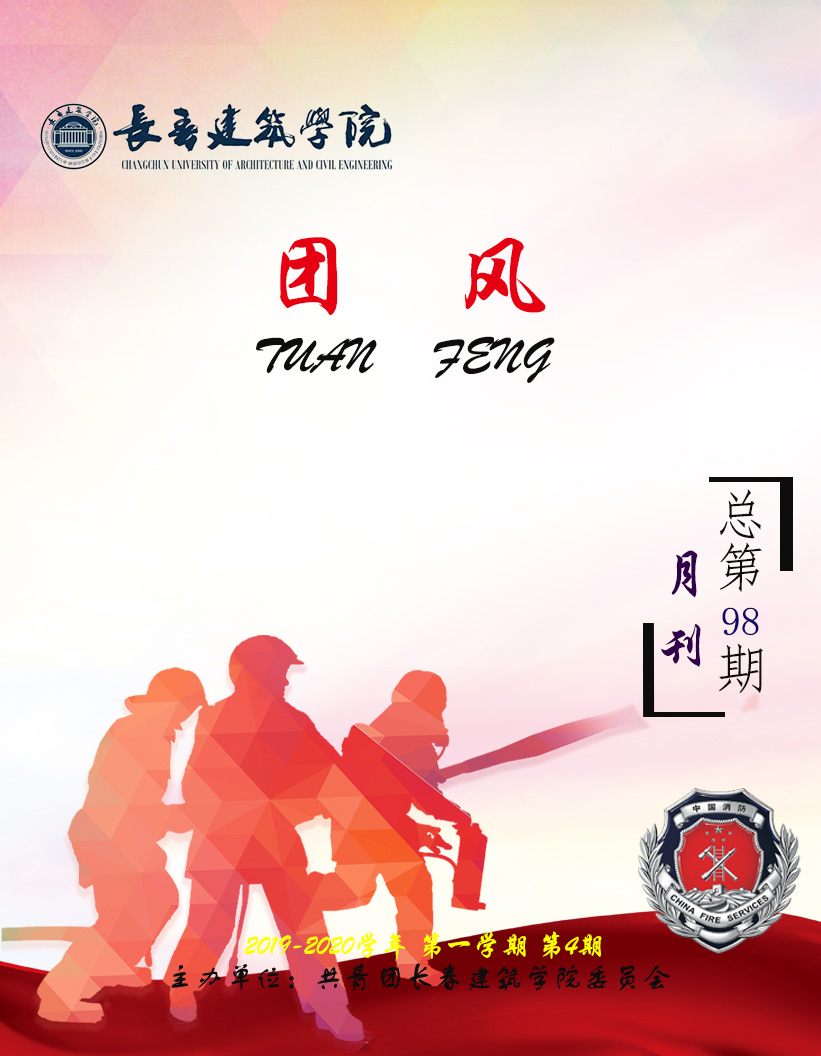 長春建筑學院
CHANGCHUN UNIVERSITY OF ARCHITECTURE AND CIVIL ENGINEERING
团 风
TUAN FENG
总第98期
月刊
中国消防
CHINA FIRE SERVICES
2019-2020学年 第一学期 第4期
主办单位：共青团长春建筑学院委员会